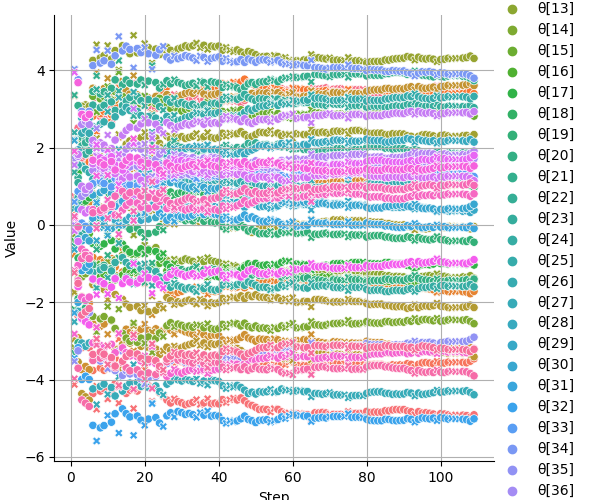 Value
4
2
0
−2
−4
−6
0
20
40
60
80
100
Step
θ[13]
θ[14]
θ[15]
θ[16]
θ[17]
θ[18]
θ[19]
θ[20]
θ[21]
θ[22]
θ[23]
θ[24]
θ[25]
θ[26]
θ[27]
θ[28]
θ[29]
θ[30]
θ[31]
θ[32]
θ[33]
θ[34]
θ[35]
θ[36]